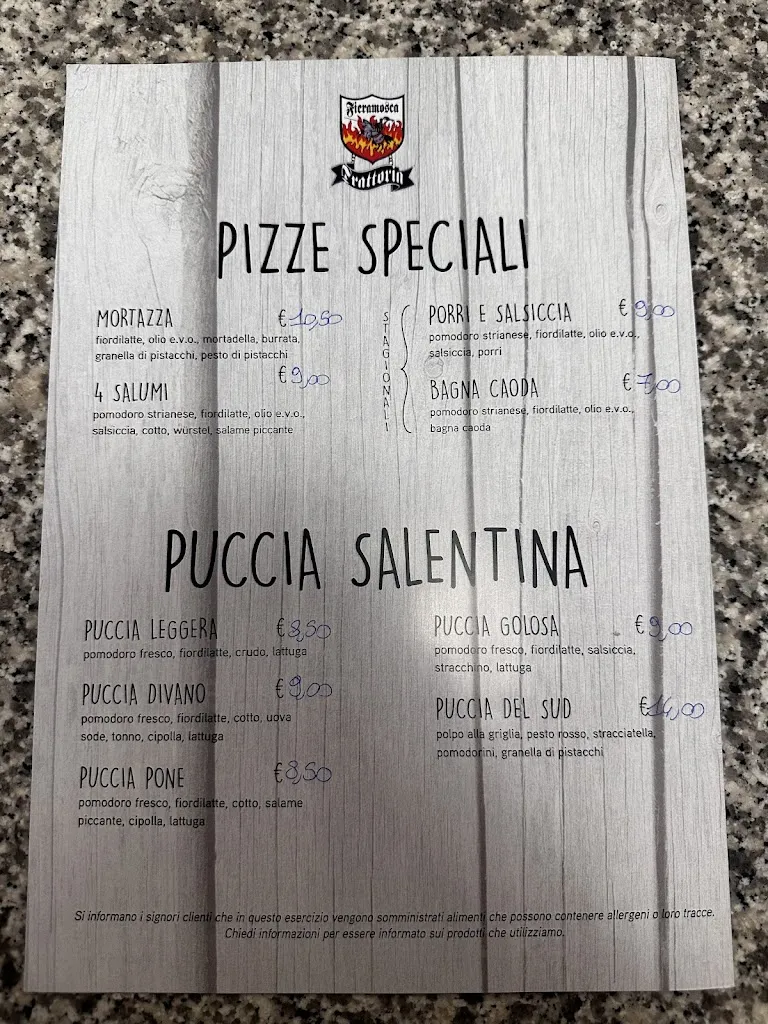 Fieramosca
Trattoria
PIZZE SPECIALI
MORTAZZA €10,50
fiordilatte, olio e.v.o., mortadella, burrata,
granella di pistacchi, pesto di pistacchi
4 SALUMI €9,00
pomodoro strianese, fiordilatte, olio e.v.o.,
salsiccia, cotto, würstel, salame piccante
STAGIONALI
PORRI E SALSICCIA €9,00
pomodoro strianese, fiordilatte, olio e.v.o.,
salsiccia, porri
BAGNA CAODA €7,00
pomodoro strianese, fiordilatte, olio e.v.o.,
bagna caoda
PUCCIA SALENTINA
PUCCIA LEGGERA €8,50
pomodoro fresco, fiordilatte, crudo, lattuga
PUCCIA DIVANO €9,00
pomodoro fresco, fiordilatte, cotto, uova
sode, tonno, cipolla, lattuga
PUCCIA PONE €8,50
pomodoro fresco, fiordilatte, cotto, salame
piccante, cipolla, lattuga
PUCCIA GOLOSA €9,00
pomodoro fresco, fiordilatte, salsiccia,
stracchino, lattuga
PUCCIA DEL SUD €14,00
polpo alla griglia, pesto rosso, stracciatella,
pomodorini, granella di pistacchi
Si informano i signori clienti che in questo esercizio vengono somministrati alimenti che possono contenere allergeni o loro tracce.
Chiedi informazioni per essere informato sui prodotti che utilizziamo.